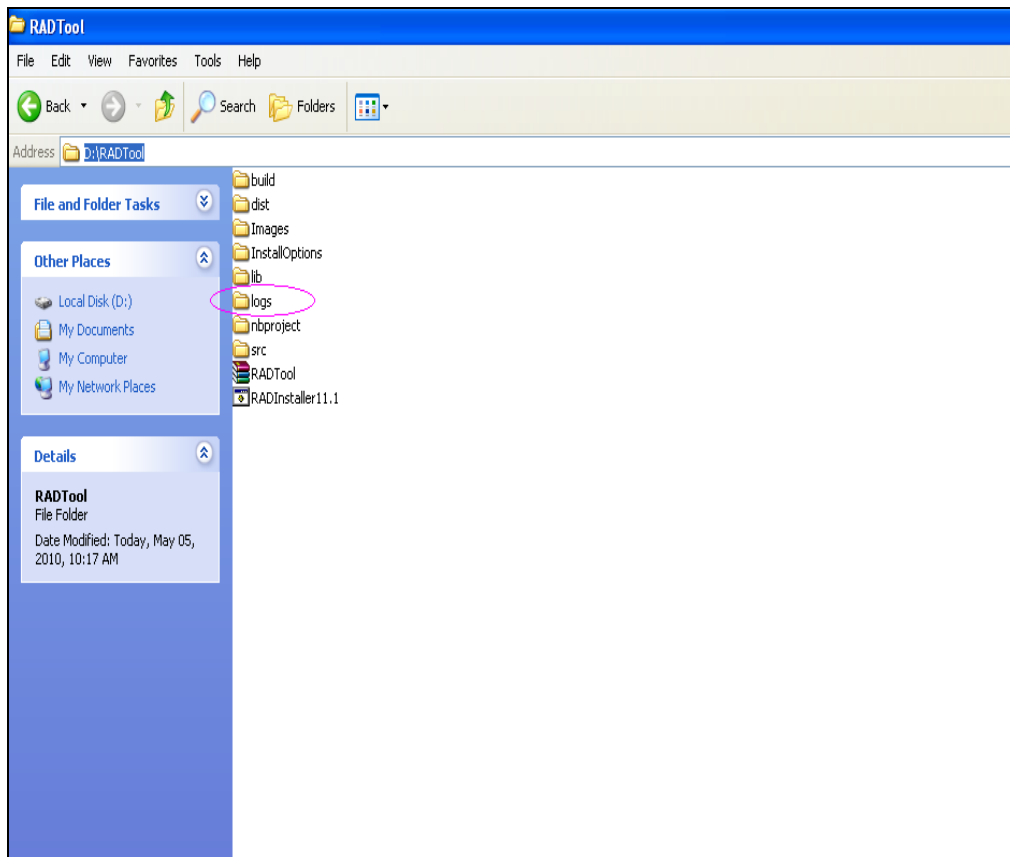 RADTool
File Edit View Favorites Tools Help
Back Search Folders
Address D:\RADTool
File and Folder Tasks
Other Places
Local Disk (D:)
My Documents
My Computer
My Network Places
Details
RADTool
File Folder
Date Modified: Today, May 05,
2010, 10:17 AM
build
dist
Images
InstallOptions
lib
logs
nbproject
src
RADTool
RADInstaller11.1